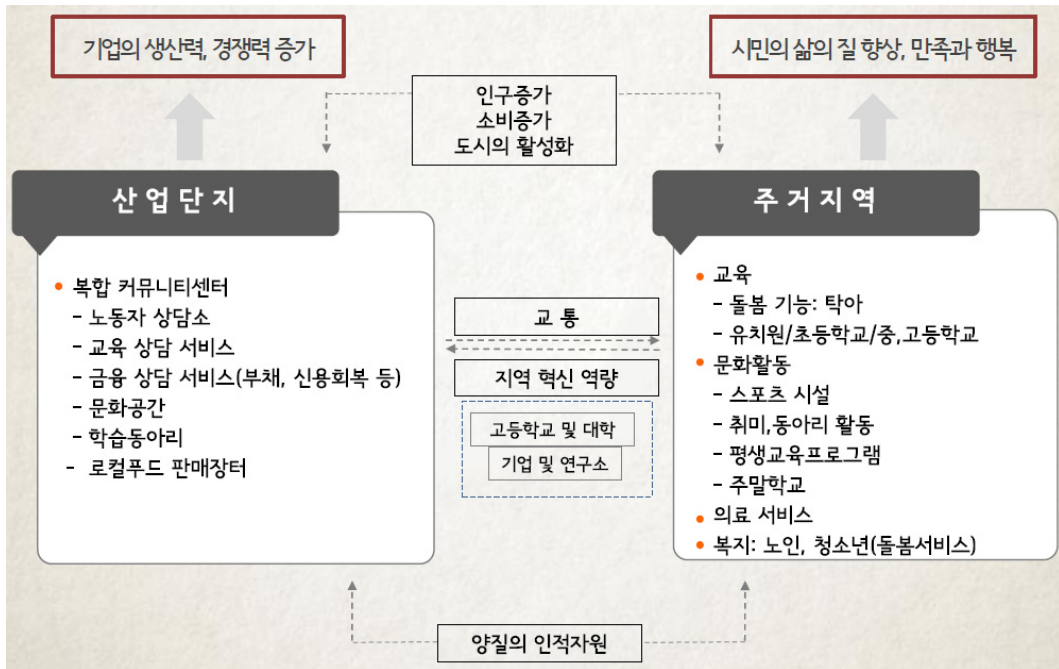 기업의 생산력, 경쟁력 증가
시민의 삶의 질 향상, 만족과 행복
인구증가
소비증가
도시의 활성화
산업단지
• 복합 커뮤니티센터
- 노동자 상담소
- 교육 상담 서비스
- 금융 상담 서비스(부채, 신용회복 등)
- 문화공간
- 학습동아리
- 로컬푸드 판매장터
교 통
지역 혁신 역량
고등학교 및 대학
기업 및 연구소
주거지역
• 교육
- 돌봄 기능: 탁아
- 유치원/초등학교/중,고등학교
• 문화활동
- 스포츠 시설
- 취미,동아리 활동
- 평생교육프로그램
- 주말학교
• 의료 서비스
• 복지: 노인, 청소년(돌봄서비스)
양질의 인적자원